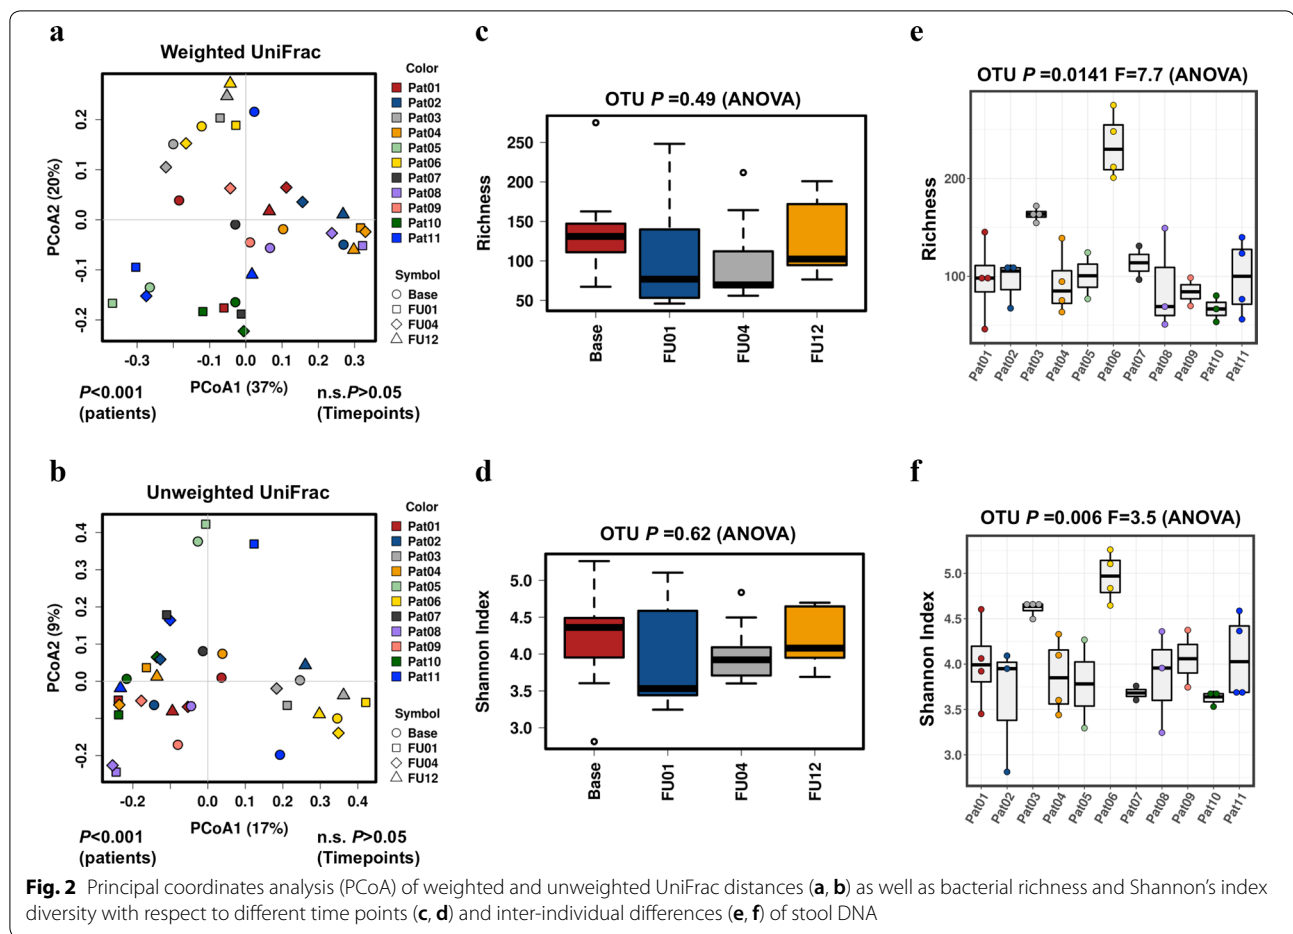 a
Weighted UniFrac
PCoA2 (20%)
0.2
0.1
0.0
-0.1
-0.2
-0.3
-0.1
0.0
0.1
0.2
0.3
PCoA1 (37%)
P<0.001
(patients)
n.s.P>0.05
(Timepoints)
Color
Pat01
Pat02
Pat03
Pat04
Pat05
Pat06
Pat07
Pat08
Pat09
Pat10
Pat11
Symbol
Base
FU01
FU04
FU12
c
OTU P =0.49 (ANOVA)
Richness
250
200
150
100
50
Base
FU01
FU04
FU12
e
OTU P =0.0141 F=7.7 (ANOVA)
Richness
200
100
Pat01
Pat02
Pat03
Pat04
Pat05
Pat06
Pat07
Pat08
Pat09
Pat10
Pat11
b
Unweighted UniFrac
PCoA2 (9%)
0.4
0.3
0.2
0.0
-0.2
-0.2
0.0
0.1
0.2
0.3
0.4
PCoA1 (17%)
P<0.001
(patients)
n.s. P>0.05
(Timepoints)
Color
Pat01
Pat02
Pat03
Pat04
Pat05
Pat06
Pat07
Pat08
Pat09
Pat10
Pat11
Symbol
Base
FU01
FU04
FU12
d
OTU P =0.62 (ANOVA)
Shannon Index
5.0
4.5
4.0
3.5
3.0
Base
FU01
FU04
FU12
f
OTU P =0.006 F=3.5 (ANOVA)
Shannon Index
5.0
4.5
4.0
3.5
3.0
Pat01
Pat02
Pat03
Pat04
Pat05
Pat06
Pat07
Pat08
Pat09
Pat10
Pat11
Fig. 2 Principal coordinates analysis (PCoA) of weighted and unweighted UniFrac distances (a, b) as well as bacterial richness and Shannon's index
diversity with respect to different time points (c, d) and inter-individual differences (e, f) of stool DNA